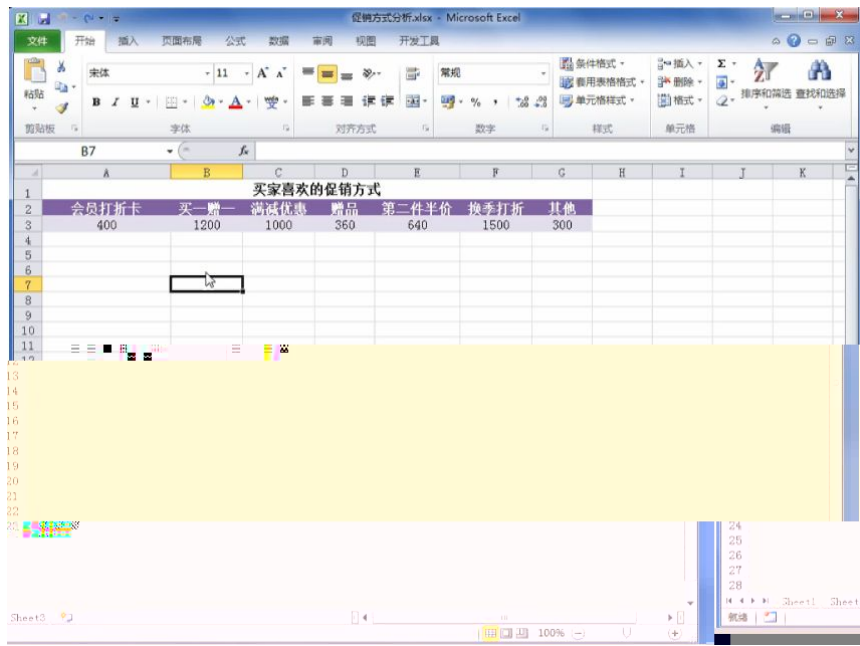 促销方式分析.xlsx - Microsoft Excel
文件 开始 插入 页面布局 公式 数据 审阅 视图 开发工具
粘贴 宋体 11 A A 常规 条件格式 插入 Σ
B I U A 套用表格格式 删除 排序和筛选 查找和选择
% , 单元格样式 格式
剪贴板 字体 对齐方式 数字 样式 单元格 编辑
B7 fx
A B C D E F G H I J K
1 买家喜欢的促销方式
2 会员打折卡 买一赠一 满减优惠 赠品 第二件半价 换季打折 其他
3 400 1200 1000 360 640 1500 300
4
5
6
7
8
9
10
11
12
13
14
15
16
17
18
19
20
21
22
23
24
25
26
27
28
Sheet1 Sheet
Sheet3
就绪
100%